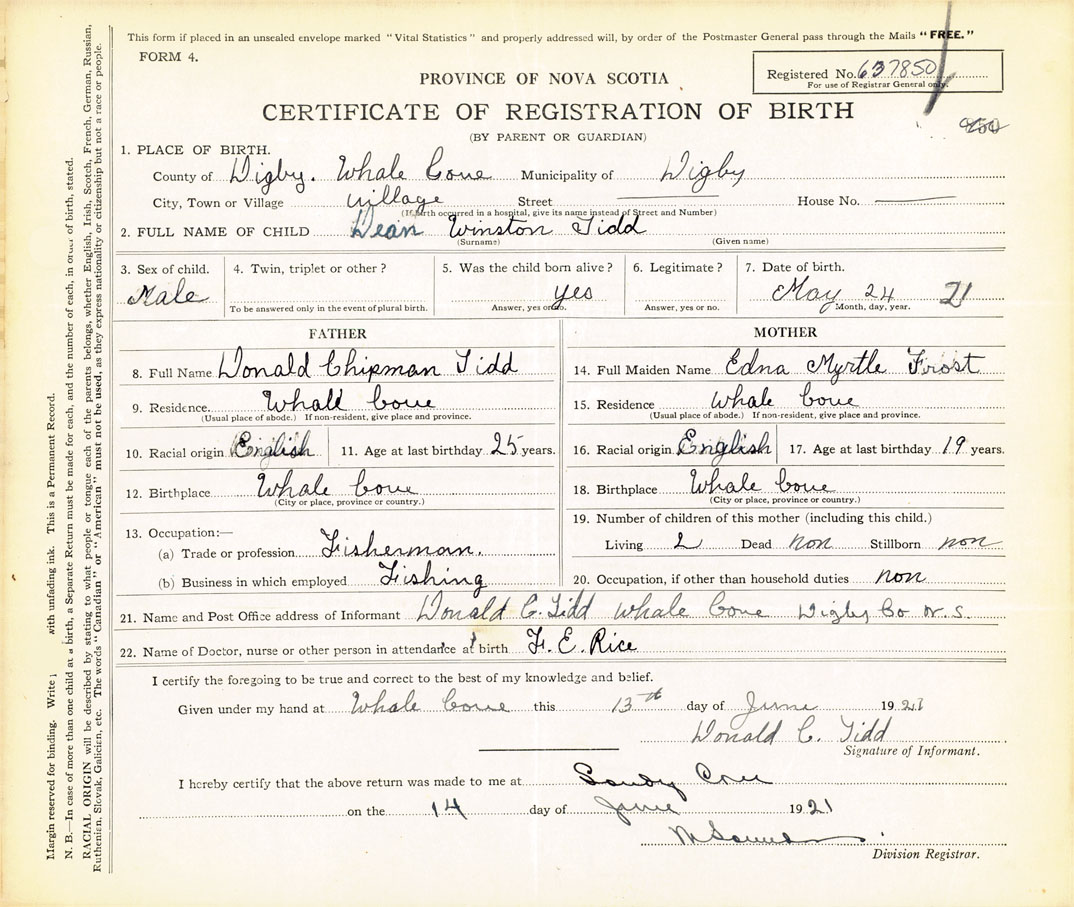 This form if placed in an unsealed envelope marked "Vital Statistics" and properly addressed will, by order of the Postmaster General pass through the Mails "FREE."
FORM 4.
Registered No. 637850
For use of Registrar General only.
PROVINCE OF NOVA SCOTIA
CERTIFICATE OF REGISTRATION OF BIRTH
(BY PARENT OR GUARDIAN)
1. PLACE OF BIRTH.
County of Digby. Whale Cove Municipality of Digby
City, Town or Village village Street House No.
(If birth occurred in a hospital, give its name instead of Street and Number)
2. FULL NAME OF CHILD Dean Winston Tidd
(Surname) (Given name)
3. Sex of child. 4. Twin, triplet or other? 5. Was the child born alive? 6. Legitimate? 7. Date of birth.
Male yes May 24 21
To be answered only in the event of plural birth. Answer, yes or no. Answer, yes or no. Month, day, year.
FATHER
8. Full Name Donald Chipman Tidd
9. Residence. Whall Cove
(Usual place of abode.) If non-resident, give place and province.
10. Racial origin English 11. Age at last birthday 25 years.
12. Birthplace Whale Cove
(City or place, province or country.)
13. Occupation:—
(a) Trade or profession Fisherman.
(b) Business in which employed Fishing
MOTHER
14. Full Maiden Name Edna Myrtle Frost
15. Residence Whale Cove
(Usual place of abode.) If non-resident, give place and province.
16. Racial origin English 17. Age at last birthday 19 years.
18. Birthplace Whale Cove
(City or place, province or country.)
19. Number of children of this mother (including this child.)
Living 2 Dead non Stillborn non
20. Occupation, if other than household duties non
21. Name and Post Office address of Informant Donald C. Tidd Whale Cove Digby Co N.S.
22. Name of Doctor, nurse or other person in attendance at birth F. E. Rice
I certify the foregoing to be true and correct to the best of my knowledge and belief.
Given under my hand at Whale Cove this 13th day of June 1921
Donald C. Tidd
Signature of Informant.
I hereby certify that the above return was made to me at Sandy Cove
on the 14 day of June 1921
Division Registrar.
Margin reserved for binding. Write with unfading ink. This is a Permanent Record.
N. B.—In case of more than one child at a birth, a Separate Return must be made for each, and the number of each, in order of birth, stated.
RACIAL ORIGIN will be described by stating to what people or tongue each of the parents belongs, whether English, Irish, Scotch, French, German, Russian,
Ruthenian, Slovak, Galicien, etc. The words "Canadian" or "American" must not be used, as they express nationality or citizenship but not a race or people.